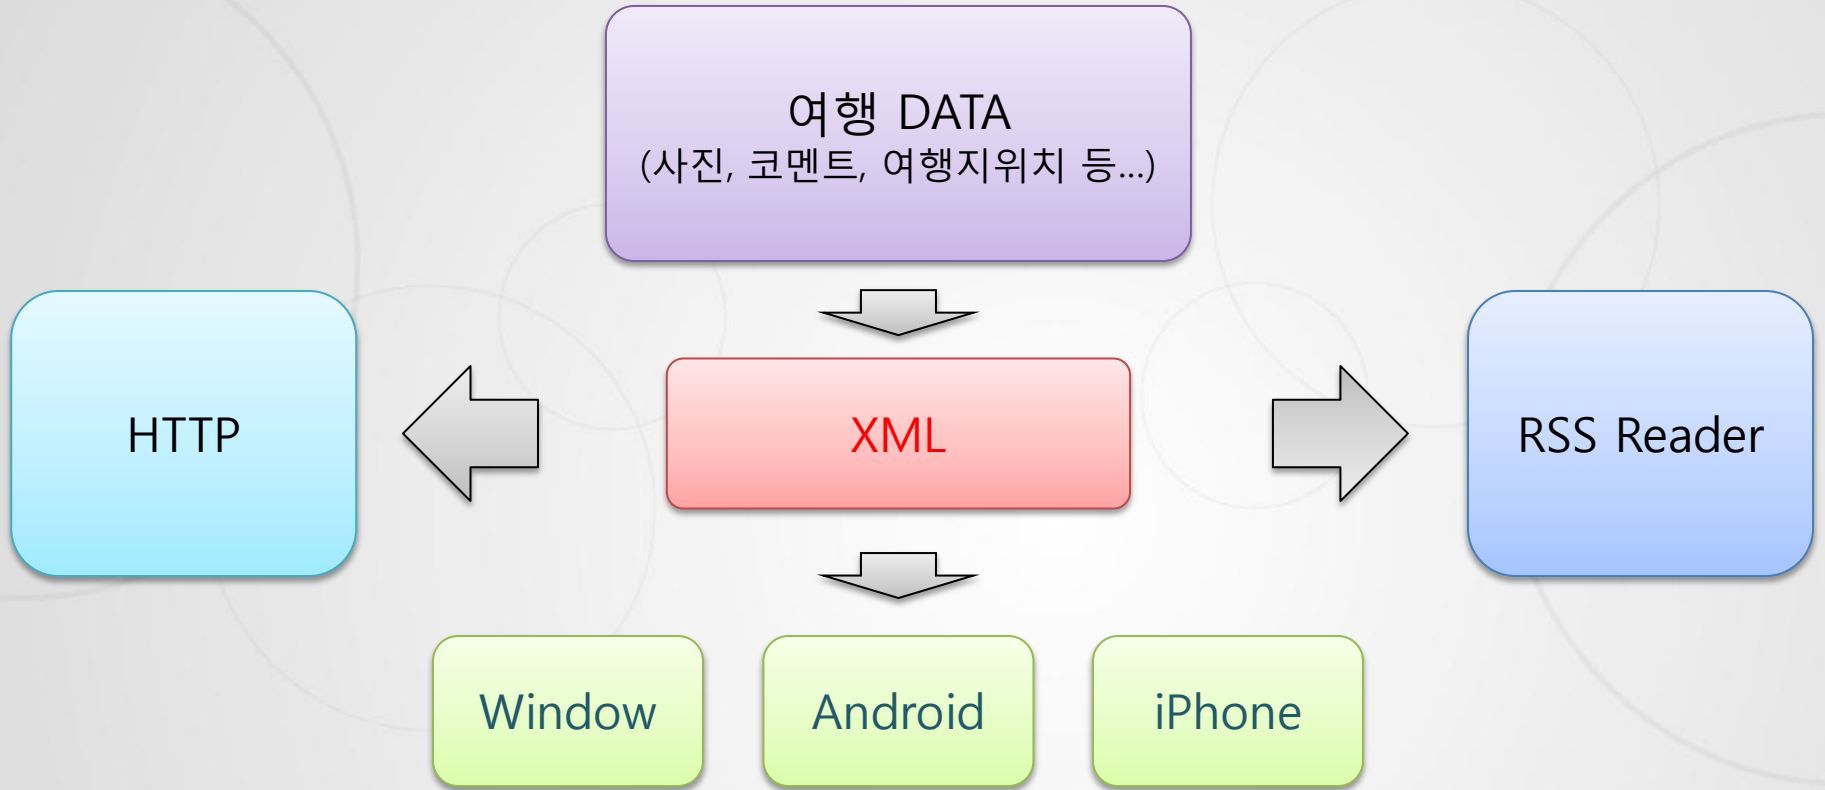 여행 DATA
(사진, 코멘트, 여행지위치 등...)
HTTP
XML
RSS Reader
Window
Android
iPhone